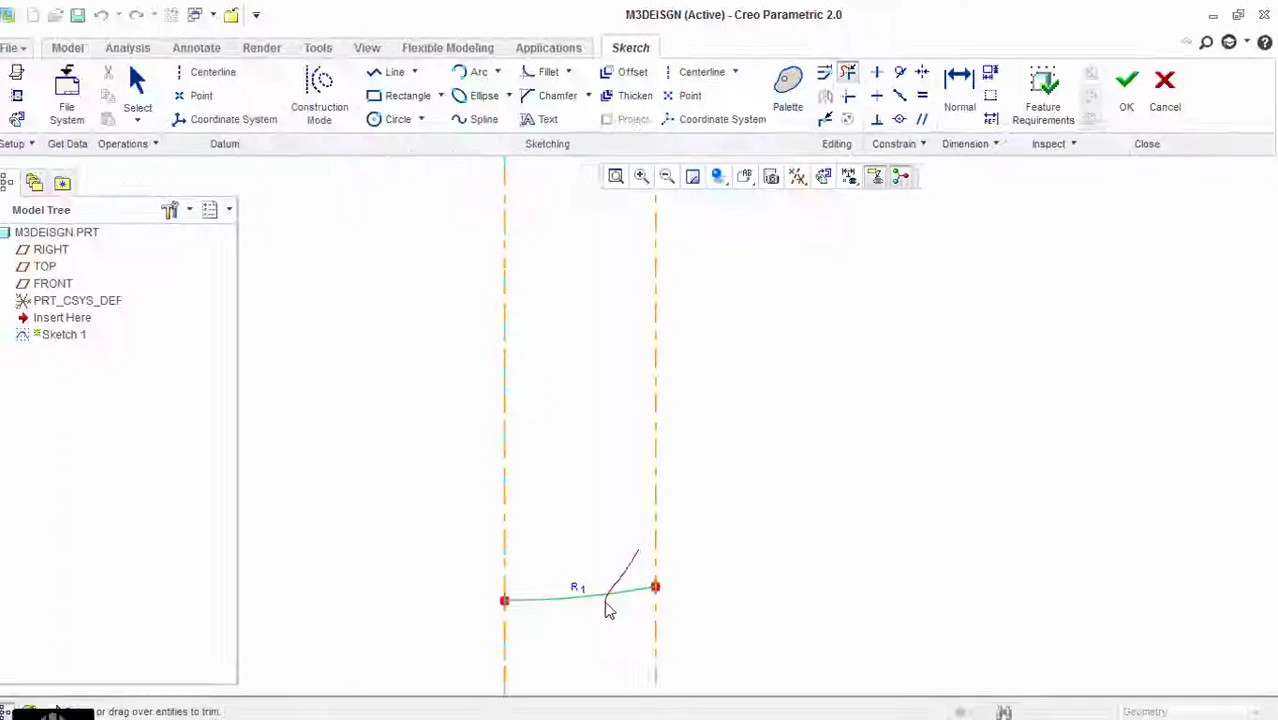 M3DEISGN (Active) - Creo Parametric 2.0
File Model Analysis Annotate Render Tools View Flexible Modeling Applications Sketch
Centerline Line Arc Fillet Offset Centerline
File System Select Point Construction Mode Rectangle Ellipse Chamfer Thicken Point Palette Normal Feature Requirements OK Cancel
Coordinate System Circle Spline Text Project Coordinate System
Setup Get Data Operations Datum Sketching Editing Constrain Dimension Inspect Close
Model Tree
M3DEISGN.PRT
RIGHT
TOP
FRONT
PRT_CSYS_DEF
Insert Here
Sketch 1
R1
or drag over entities to trim.
Geometry